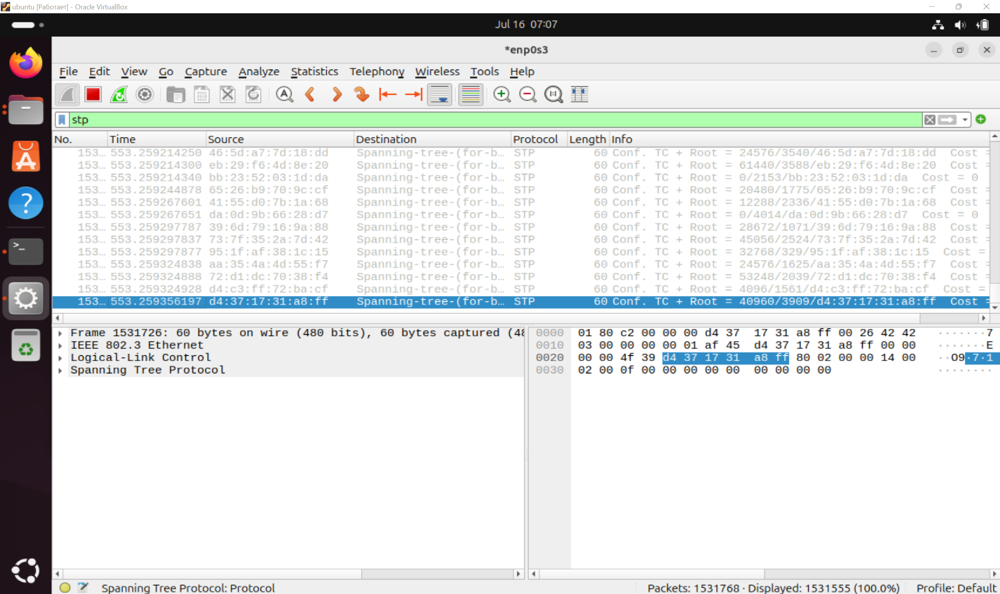 ubuntu [Работает] - Oracle VirtualBox
Jul 16 07:07
*enp0s3
File Edit View Go Capture Analyze Statistics Telephony Wireless Tools Help
stp
No. Time Source Destination Protocol Length Info
153… 553.259214250 46:5d:a7:7d:18:dd Spanning-tree-(for-b… STP 60 Conf. TC + Root = 24576/3540/46:5d:a7:7d:18:dd Cost =
153… 553.259214300 eb:29:f6:4d:8e:20 Spanning-tree-(for-b… STP 60 Conf. TC + Root = 61440/3588/eb:29:f6:4d:8e:20 Cost =
153… 553.259214340 bb:23:52:03:1d:da Spanning-tree-(for-b… STP 60 Conf. TC + Root = 0/2153/bb:23:52:03:1d:da Cost = 0
153… 553.259244878 65:26:b9:70:9c:cf Spanning-tree-(for-b… STP 60 Conf. TC + Root = 20480/1775/65:26:b9:70:9c:cf Cost =
153… 553.259267601 41:55:d0:7b:1a:68 Spanning-tree-(for-b… STP 60 Conf. TC + Root = 12288/2336/41:55:d0:7b:1a:68 Cost =
153… 553.259267651 da:0d:9b:66:28:d7 Spanning-tree-(for-b… STP 60 Conf. TC + Root = 0/4014/da:0d:9b:66:28:d7 Cost = 0
153… 553.259297787 39:6d:79:16:9a:88 Spanning-tree-(for-b… STP 60 Conf. TC + Root = 28672/1071/39:6d:79:16:9a:88 Cost =
153… 553.259297837 73:7f:35:2a:7d:42 Spanning-tree-(for-b… STP 60 Conf. TC + Root = 45056/2524/73:7f:35:2a:7d:42 Cost =
153… 553.259297877 95:1f:af:38:1c:15 Spanning-tree-(for-b… STP 60 Conf. TC + Root = 32768/329/95:1f:af:38:1c:15 Cost =
153… 553.259324838 aa:35:4a:4d:55:f7 Spanning-tree-(for-b… STP 60 Conf. TC + Root = 24576/1625/aa:35:4a:4d:55:f7 Cost =
153… 553.259324888 72:d1:dc:70:38:f4 Spanning-tree-(for-b… STP 60 Conf. TC + Root = 53248/2039/72:d1:dc:70:38:f4 Cost =
153… 553.259324928 d4:c3:ff:72:ba:cf Spanning-tree-(for-b… STP 60 Conf. TC + Root = 4096/1561/d4:c3:ff:72:ba:cf Cost =
153… 553.259356197 d4:37:17:31:a8:ff Spanning-tree-(for-b… STP 60 Conf. TC + Root = 40960/3909/d4:37:17:31:a8:ff Cost =
Frame 1531726: 60 bytes on wire (480 bits), 60 bytes captured (48
IEEE 802.3 Ethernet
Logical-Link Control
Spanning Tree Protocol
0000 01 80 c2 00 00 00 d4 37 17 31 a8 ff 00 26 42 42 ·······7
0010 03 00 00 00 00 01 af 45 d4 37 17 31 a8 ff 00 00 ·······E
0020 00 00 4f 39 d4 37 17 31 a8 ff 80 02 00 00 14 00 ··O9·7·1
0030 02 00 0f 00 00 00 00 00 00 00 00 00 ········
Spanning Tree Protocol: Protocol
Packets: 1531768 · Displayed: 1531555 (100.0%)
Profile: Default